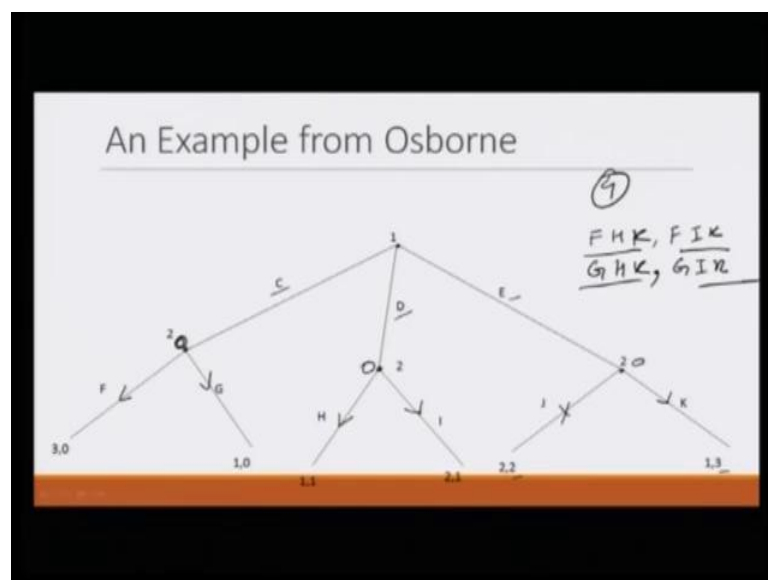 An Example from Osborne
4
FHK, FIK
GHK, GIK
1
C
D
E
2
2
2
F
G
H
I
J
K
3,0
1,0
1,1
2,1
2,2
1,3